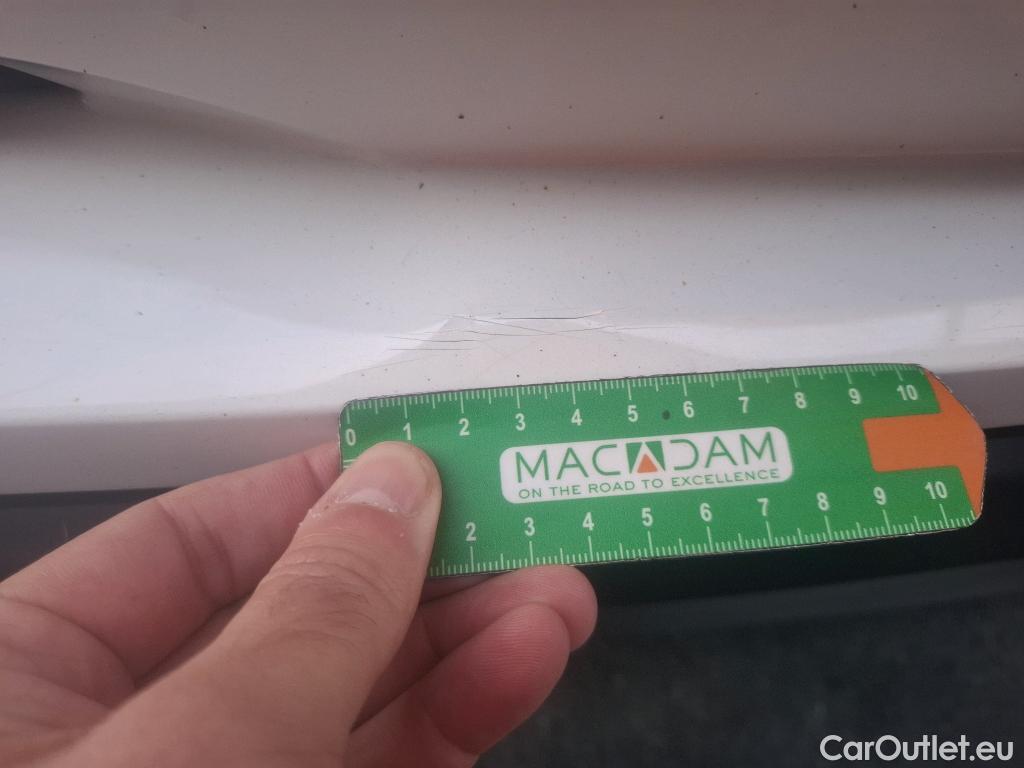 0 1 2 3 4 5 6 7 8 9 10
MACADAM
ON THE ROAD TO EXCELLENCE
2 3 4 5 6 7 8 9 10
CarOutlet.eu